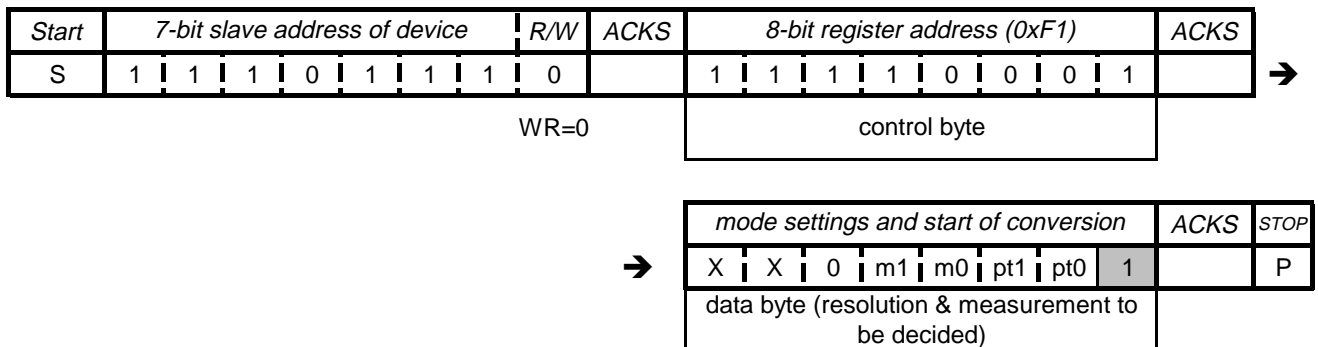 Start 7-bit slave address of device R/W ACKS 8-bit register address (0xF1) ACKS
S 1 1 1 0 1 1 1 0 1 1 1 1 0 0 0 1 ➔
WR=0 control byte
mode settings and start of conversion ACKS STOP
➔ X X 0 m1 m0 pt1 pt0 1 P
data byte (resolution & measurement to
be decided)